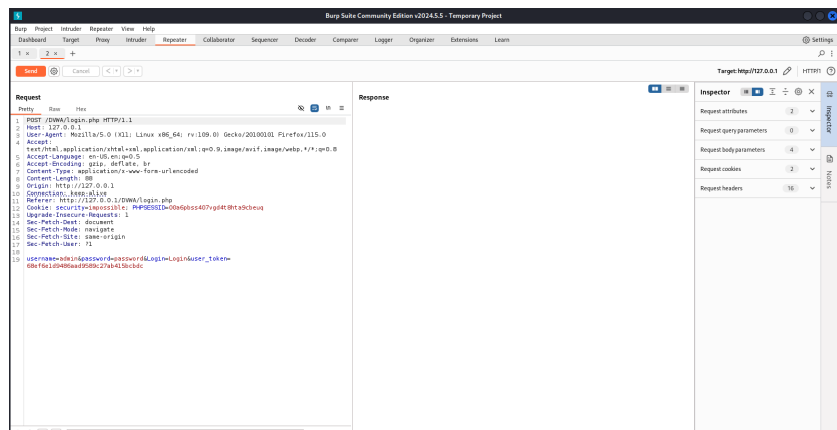 Burp Suite Community Edition v2024.5.5 - Temporary Project
Burp Project Intruder Repeater View Help
Dashboard Target Proxy Intruder Repeater Collaborator Sequencer Decoder Comparer Logger Organizer Extensions Learn Settings
1 × 2 × +
Send Cancel < > Target: http://127.0.0.1 HTTP/1
Request
Pretty Raw Hex
1 POST /DVWA/login.php HTTP/1.1
2 Host: 127.0.0.1
3 User-Agent: Mozilla/5.0 (X11; Linux x86_64; rv:109.0) Gecko/20100101 Firefox/115.0
4 Accept:
text/html,application/xhtml+xml,application/xml;q=0.9,image/avif,image/webp,*/*;q=0.8
5 Accept-Language: en-US,en;q=0.5
6 Accept-Encoding: gzip, deflate, br
7 Content-Type: application/x-www-form-urlencoded
8 Content-Length: 88
9 Origin: http://127.0.0.1
10 Connection: keep-alive
11 Referer: http://127.0.0.1/DVWA/login.php
12 Cookie: security=impossible; PHPSESSID=00a6pbss407vgd4t8hta9cbeuq
13 Upgrade-Insecure-Requests: 1
14 Sec-Fetch-Dest: document
15 Sec-Fetch-Mode: navigate
16 Sec-Fetch-Site: same-origin
17 Sec-Fetch-User: ?1
18
19 username=admin&password=password&Login=Login&user_token=
68ef6e1d9486aad9589c27ab415bcbdc
Response
Inspector
Request attributes 2
Request query parameters 0
Request body parameters 4
Request cookies 2
Request headers 16
Inspector
Notes